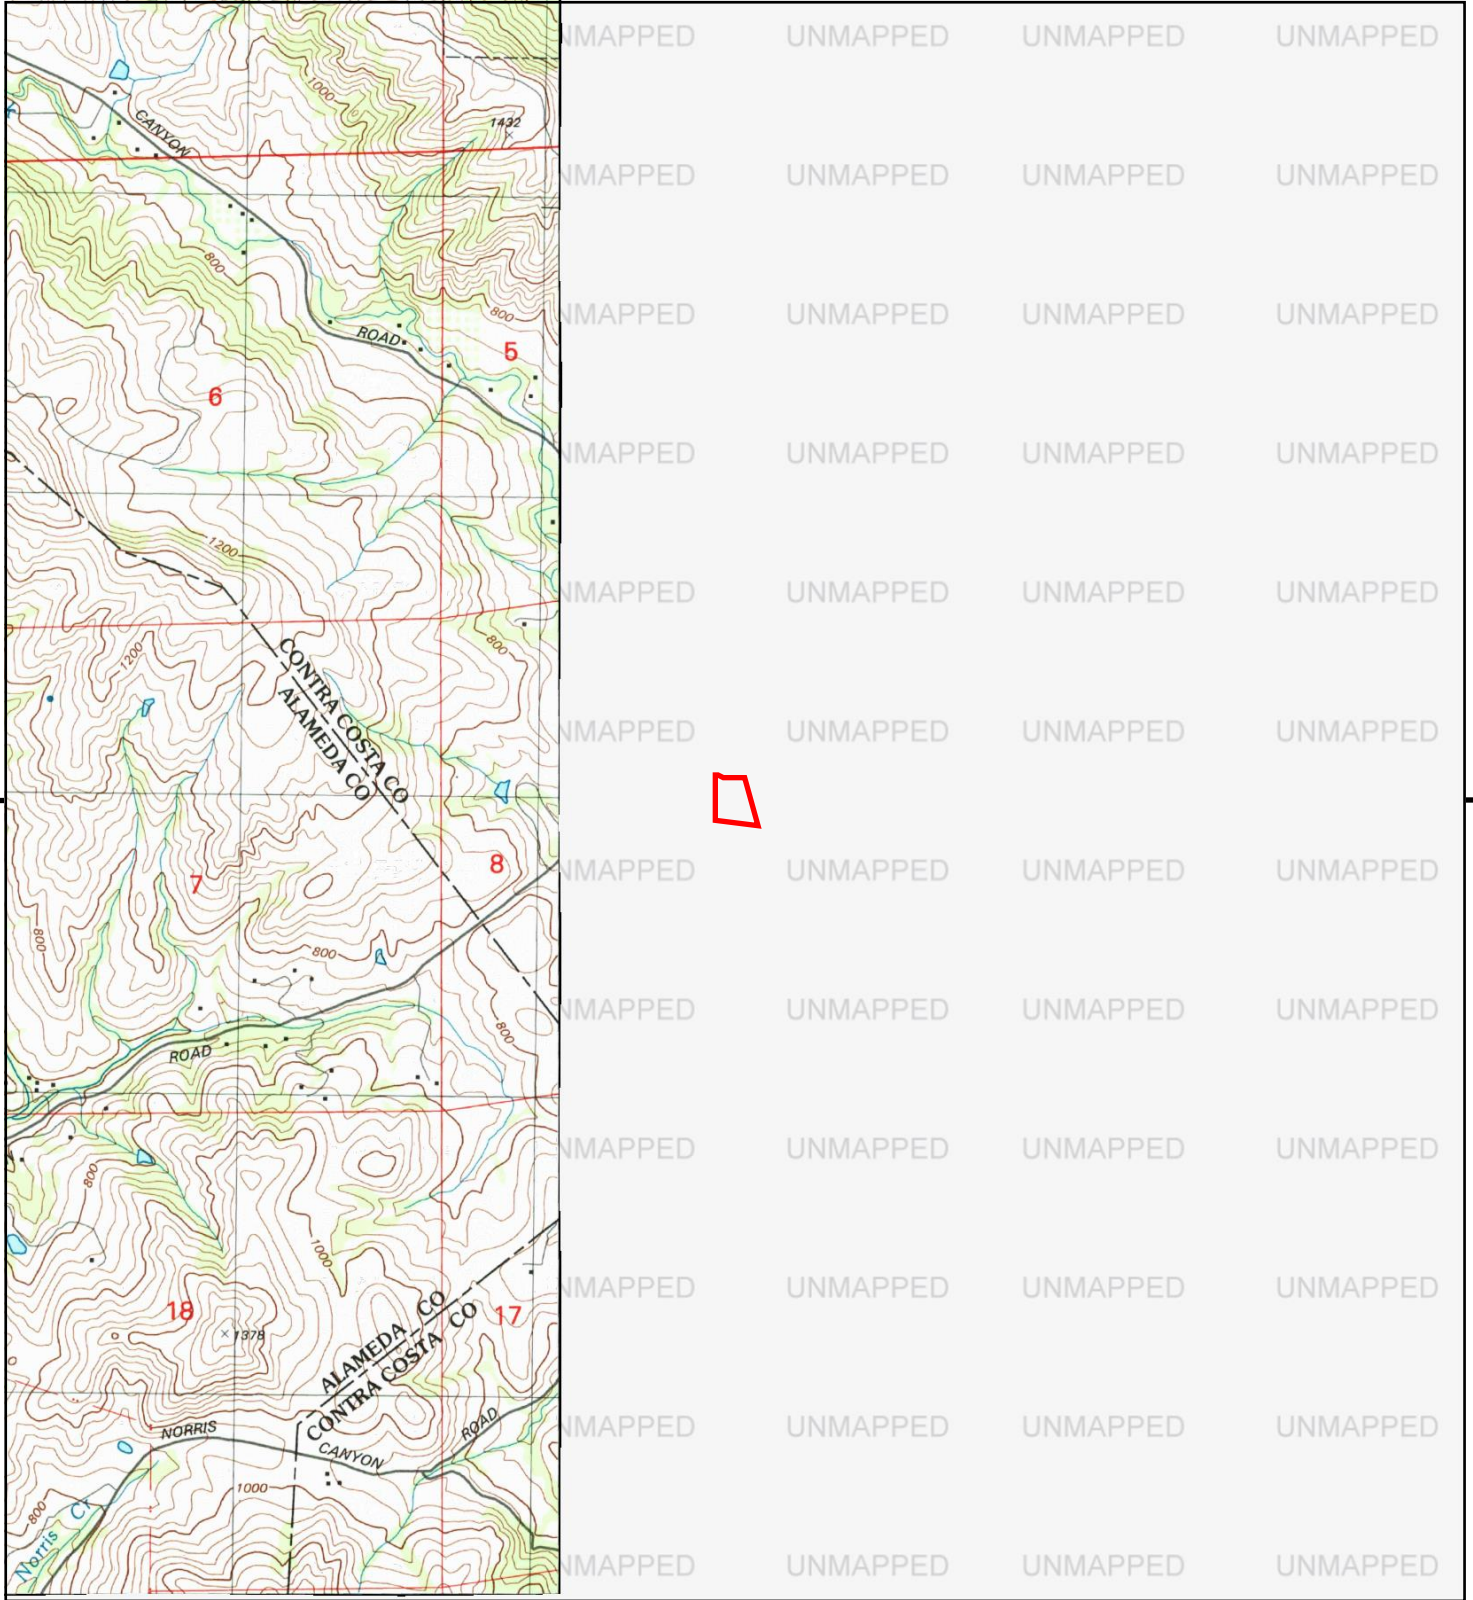 NMAPPED UNMAPPED UNMAPPED UNMAPPED
1000
1432
CANYON
NMAPPED UNMAPPED UNMAPPED UNMAPPED
800
NMAPPED UNMAPPED UNMAPPED UNMAPPED
800
ROAD
5
6
NMAPPED UNMAPPED UNMAPPED UNMAPPED
1200
NMAPPED UNMAPPED UNMAPPED UNMAPPED
800
1200
CONTRA COSTA CO
ALAMEDA CO
NMAPPED UNMAPPED UNMAPPED UNMAPPED
8
7
NMAPPED UNMAPPED UNMAPPED UNMAPPED
800
800
NMAPPED UNMAPPED UNMAPPED UNMAPPED
800
ROAD
NMAPPED UNMAPPED UNMAPPED UNMAPPED
800
1000
NMAPPED UNMAPPED UNMAPPED UNMAPPED
18
17
1378
ALAMEDA CO
CONTRA COSTA CO
NMAPPED UNMAPPED UNMAPPED UNMAPPED
NORRIS
CANYON
ROAD
1000
800
Norris Cr
NMAPPED UNMAPPED UNMAPPED UNMAPPED